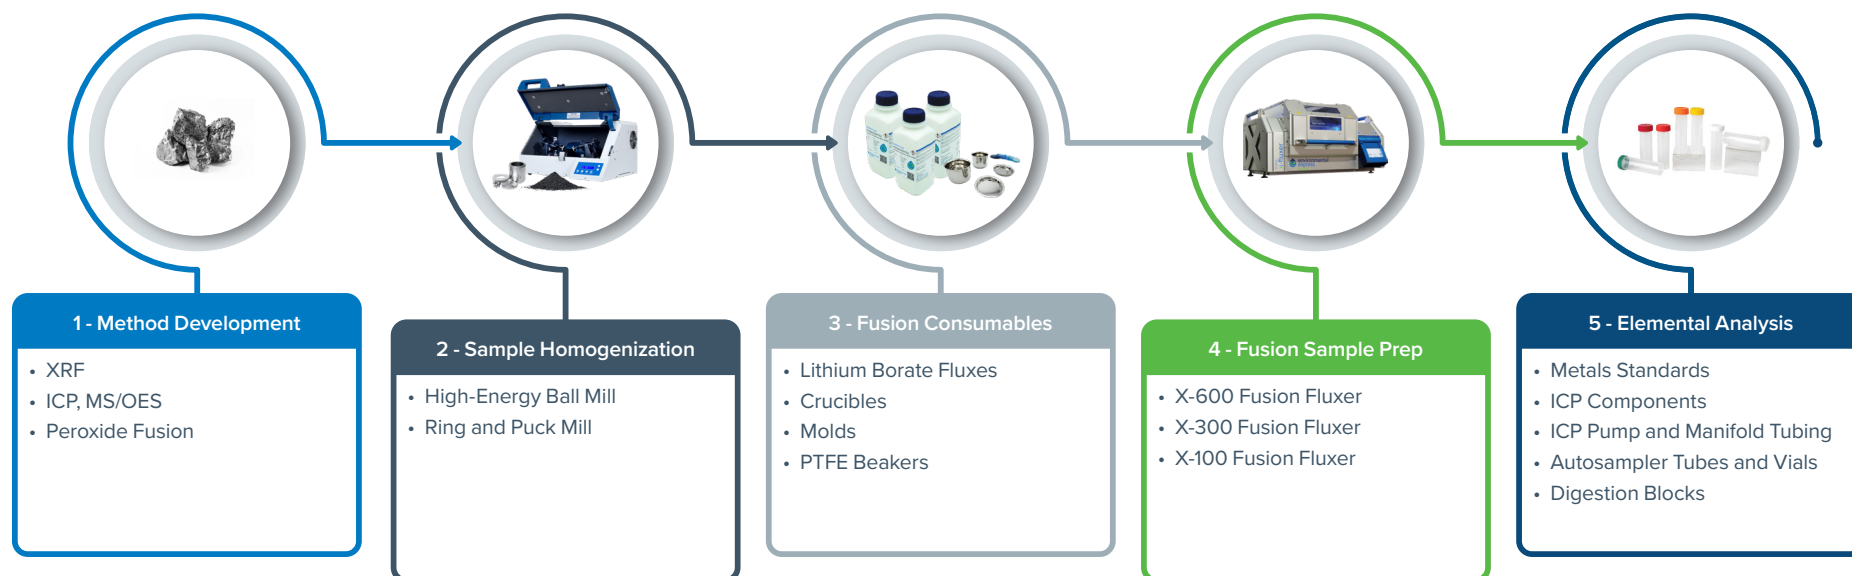 1 - Method Development
• XRF
• ICP, MS/OES
• Peroxide Fusion
2 - Sample Homogenization
• High-Energy Ball Mill
• Ring and Puck Mill
3 - Fusion Consumables
• Lithium Borate Fluxes
• Crucibles
• Molds
• PTFE Beakers
4 - Fusion Sample Prep
• X-600 Fusion Fluxer
• X-300 Fusion Fluxer
• X-100 Fusion Fluxer
5 - Elemental Analysis
• Metals Standards
• ICP Components
• ICP Pump and Manifold Tubing
• Autosampler Tubes and Vials
• Digestion Blocks